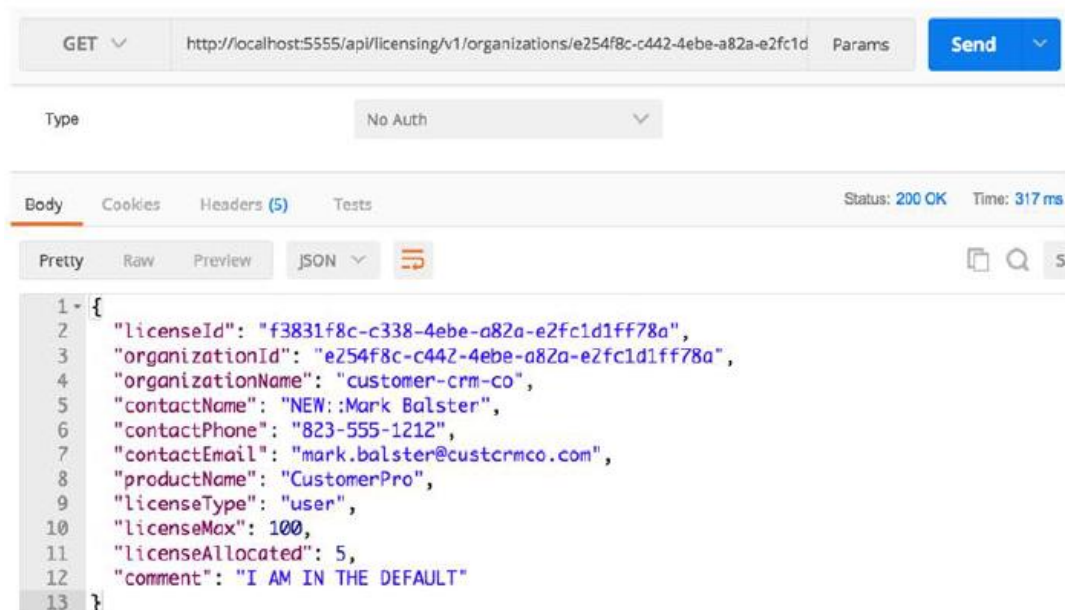 GET http://localhost:5555/api/licensing/v1/organizations/e254f8c-c442-4ebe-a82a-e2fc1d Params Send
Type No Auth
Body Cookies Headers (5) Tests Status: 200 OK Time: 317 ms
Pretty Raw Preview JSON S
1 {
2 "licenseId": "f3831f8c-c338-4ebe-a82a-e2fc1d1ff78a",
3 "organizationId": "e254f8c-c442-4ebe-a82a-e2fc1d1ff78a",
4 "organizationName": "customer-crm-co",
5 "contactName": "NEW::Mark Balster",
6 "contactPhone": "823-555-1212",
7 "contactEmail": "mark.balster@custcrmco.com",
8 "productName": "CustomerPro",
9 "licenseType": "user",
10 "licenseMax": 100,
11 "licenseAllocated": 5,
12 "comment": "I AM IN THE DEFAULT"
13 }